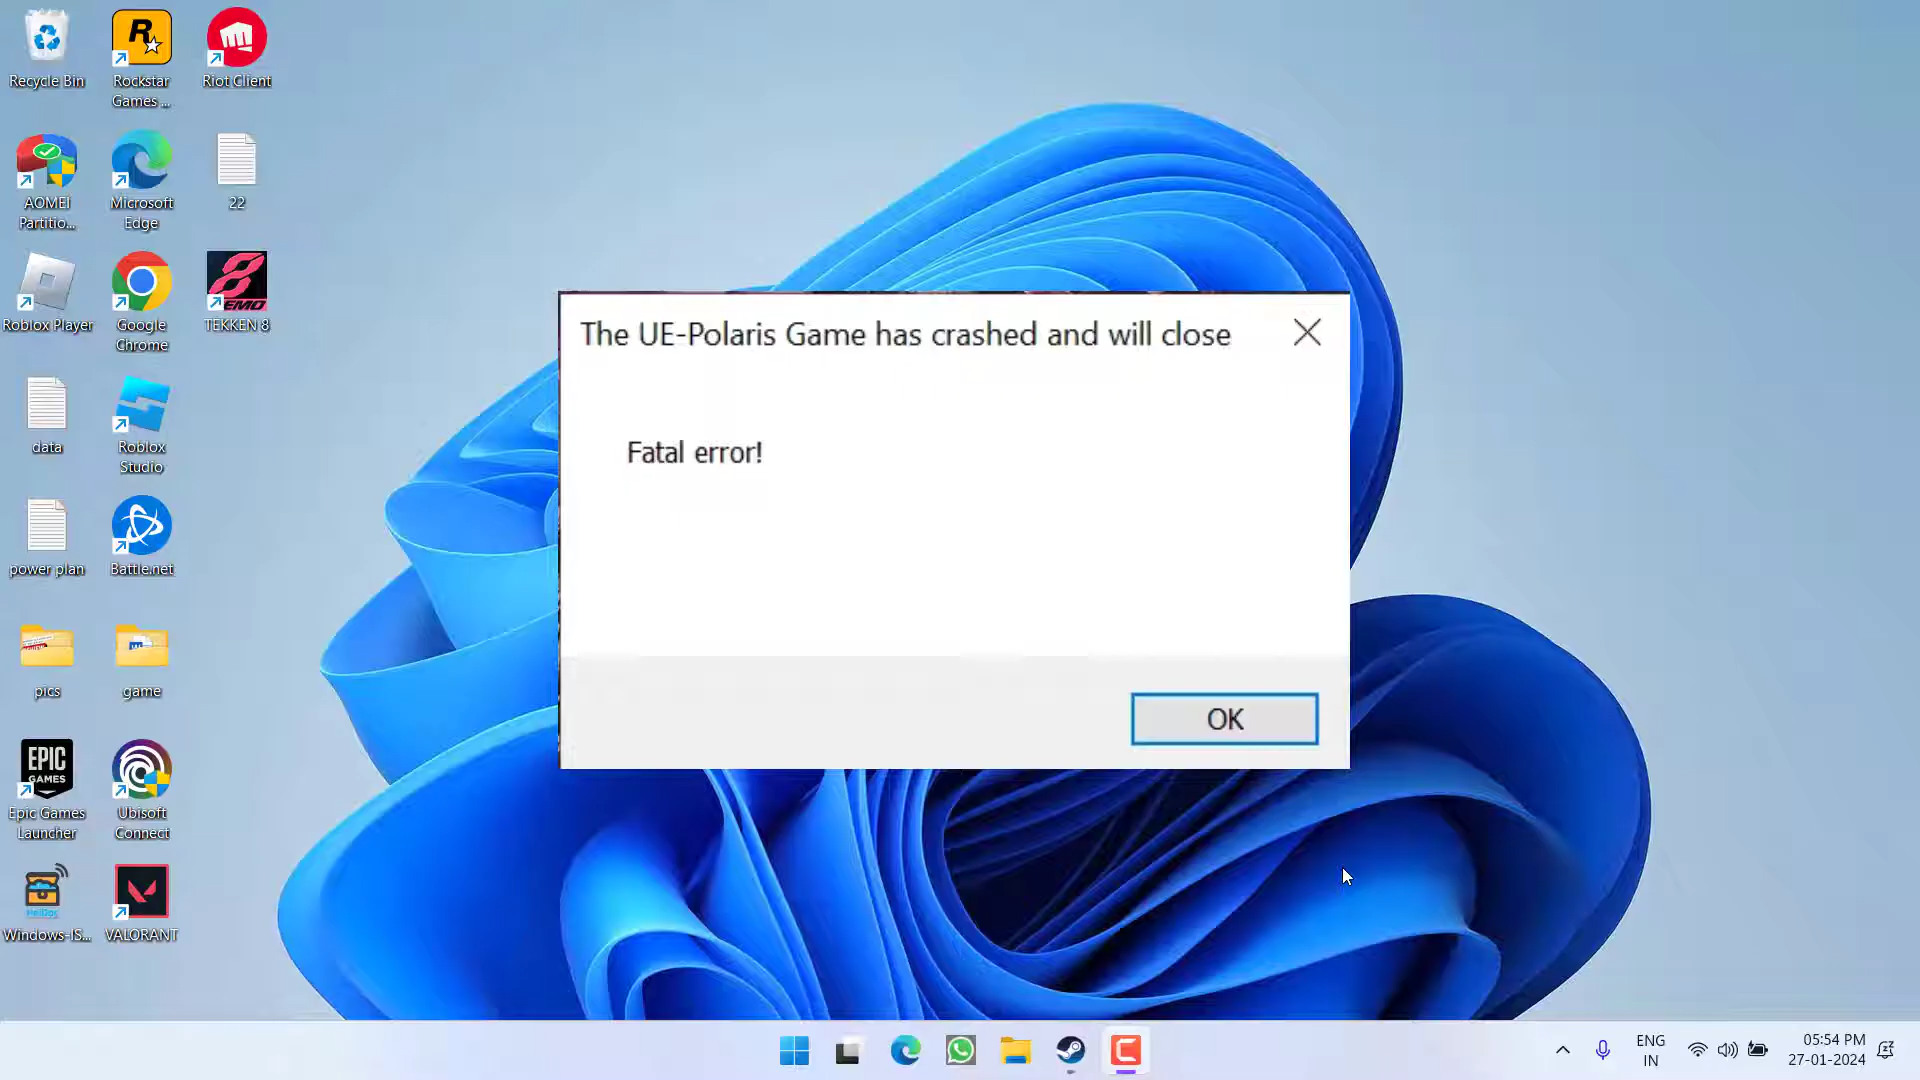 Recycle Bin
Rockstar
Games ...
Riot Client
AOMEI
Partitio...
Microsoft
Edge
22
Roblox Player
Google
Chrome
DEMO
TEKKEN 8
data
Roblox
Studio
power plan
Battle.net
pics
game
EPIC
GAMES
Epic Games
Launcher
Ubisoft
Connect
Windows-IS...
VALORANT
The UE-Polaris Game has crashed and will close
Fatal error!
OK
ENG
IN
05:54 PM
27-01-2024